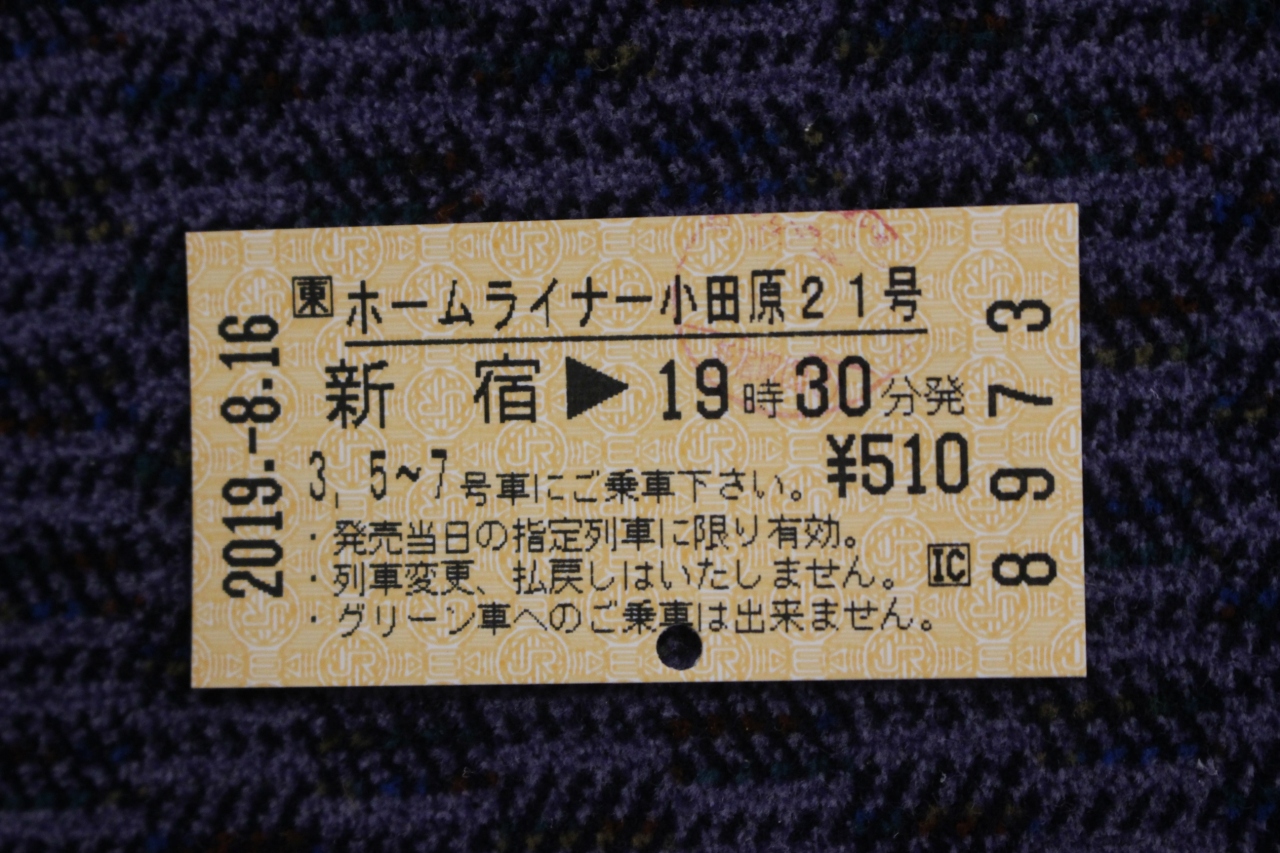 東 ホームライナー小田原21号
新宿▶19時30分発
¥510
3, 5~7号車にご乗車下さい。
・発売当日の指定列車に限り有効。
・列車変更、払戻しはいたしません。
IC
・グリーン車へのご乗車は出来ません。
2019.-8.16
8973